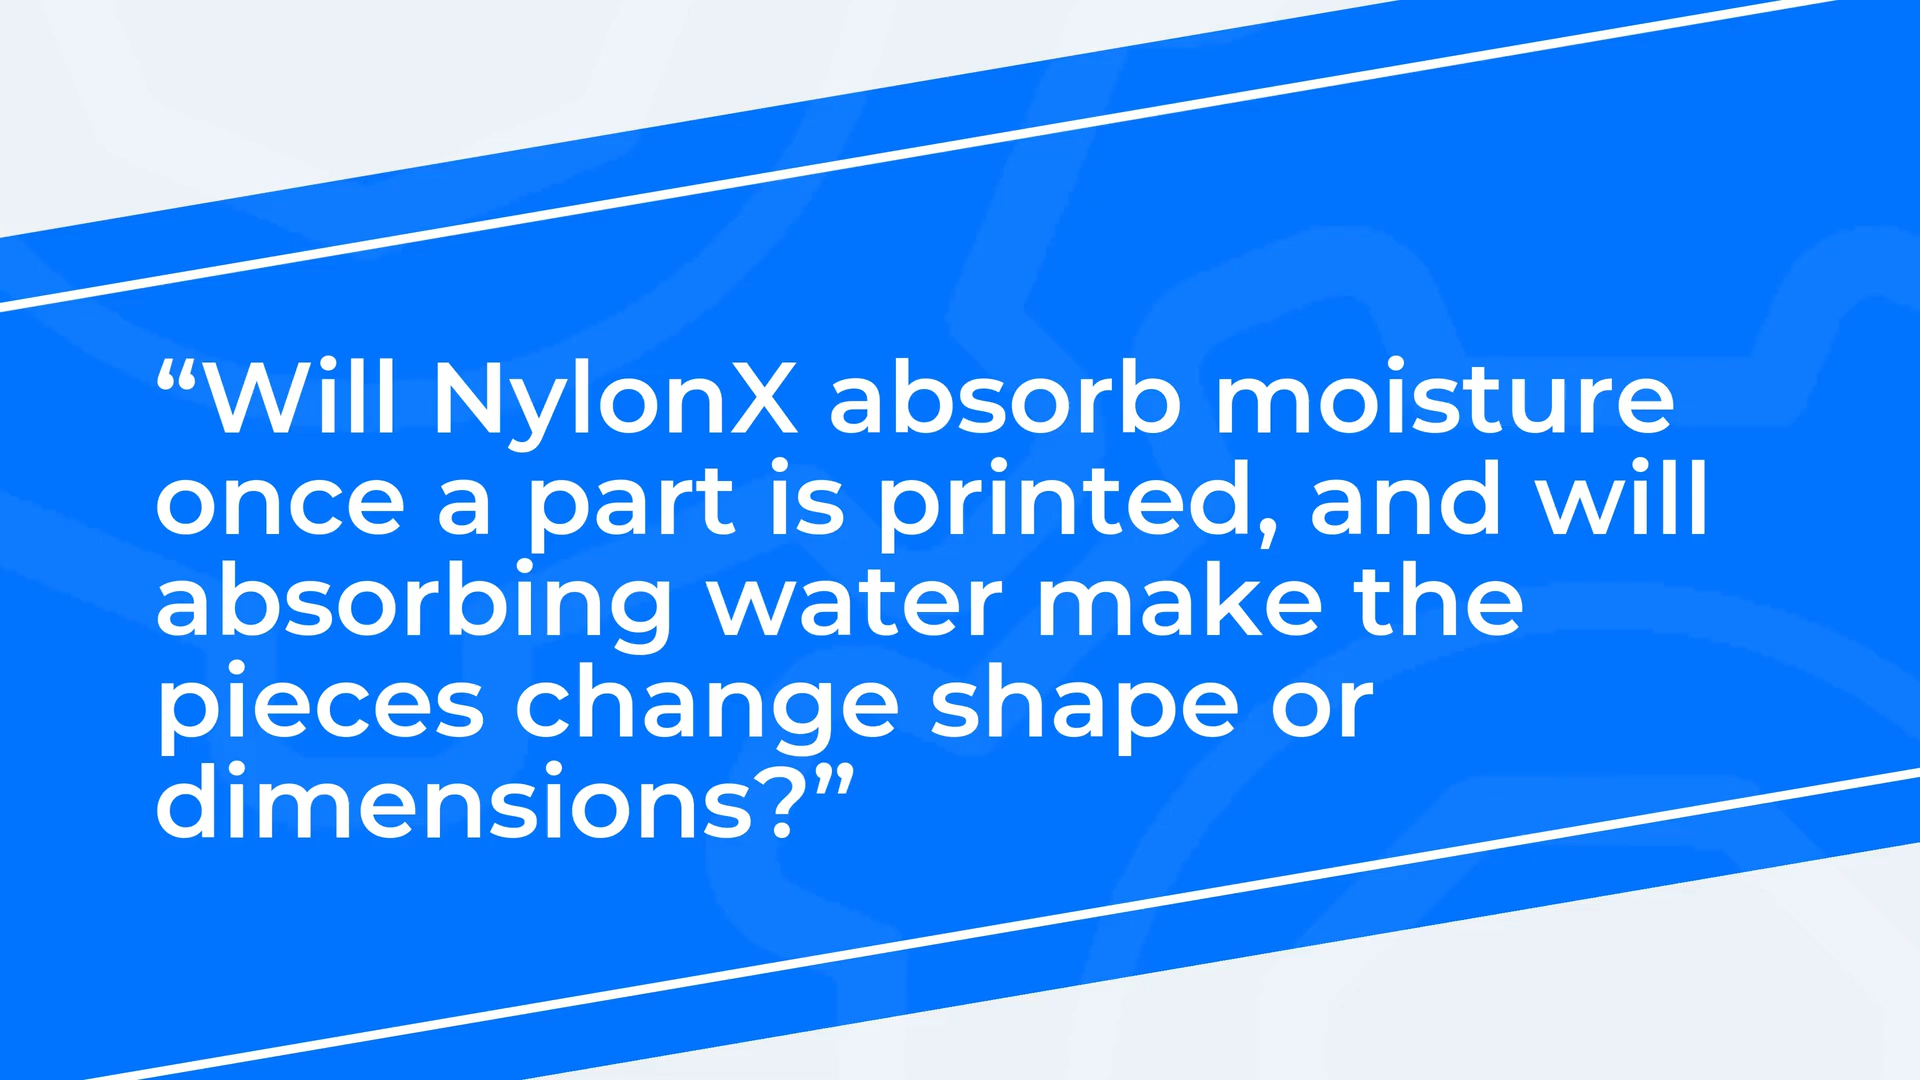 “Will NylonX absorb moisture
once a part is printed, and will
absorbing water make the
pieces change shape or
dimensions?”